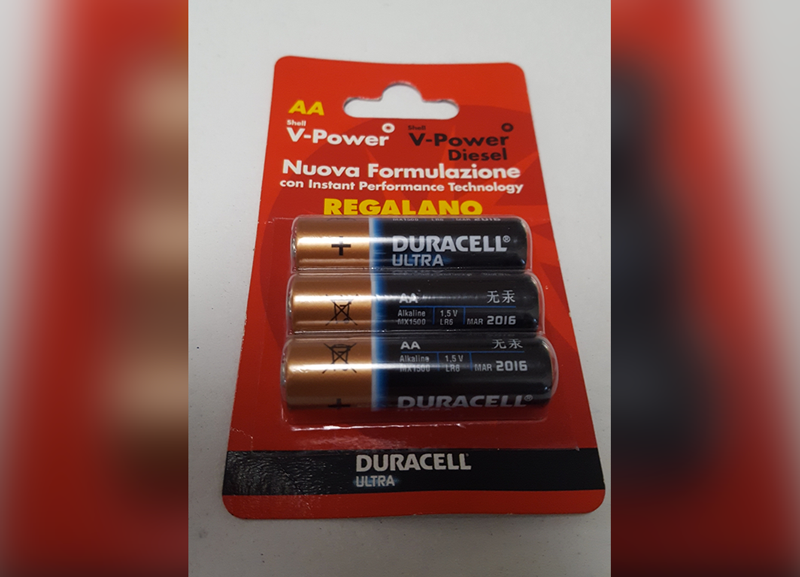 AA
Shell
V-Power
Shell
V-Power
Diesel
Nuova Formulazione
con Instant Performance Technology
REGALANO
2016
DURACELL®
ULTRA
AA 无汞
Alkaline 1,5 V
MX1500 LR6 MAR 2016
AA 无汞
Alkaline 1,5 V
MX1500 LR6 MAR 2016
DURACELL
DURACELL
ULTRA